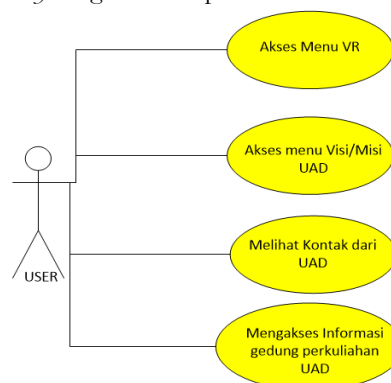 Akses Menu VR
Akses menu Visi/Misi
UAD
USER
Melihat Kontak dari
UAD
Mengakses Informasi
gedung perkuliahan
UAD